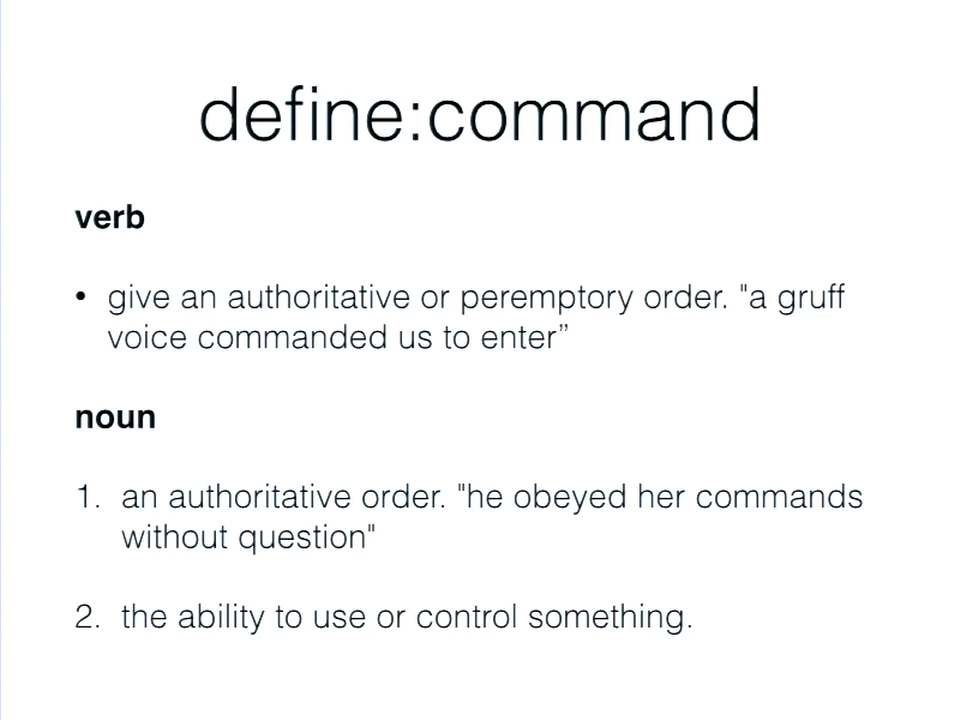 define:command
verb
• give an authoritative or peremptory order. "a gruff
voice commanded us to enter”
noun
1. an authoritative order. "he obeyed her commands
without question"
2. the ability to use or control something.